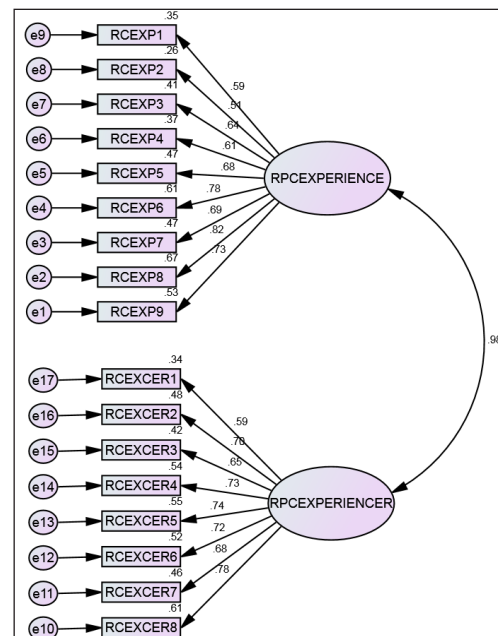 .35
e9 RCEXP1
.26
e8 RCEXP2 .59
.41 .51
e7 RCEXP3 .64
.37
e6 RCEXP4 .61
.47
e5 RCEXP5 .68 RPCEXPERIENCE
.61 .78
e4 RCEXP6
.47 .69
e3 RCEXP7 .82
.67 .73
e2 RCEXP8
.53
e1 RCEXP9
.98
.34
e17 RCEXCER1
.48 .59
e16 RCEXCER2
.42 .70
e15 RCEXCER3 .65
.54 .73
e14 RCEXCER4
.55 .74 RPCEXPERIENCER
e13 RCEXCER5
.52 .72
e12 RCEXCER6
.46 .68
e11 RCEXCER7 .78
.61
e10 RCEXCER8